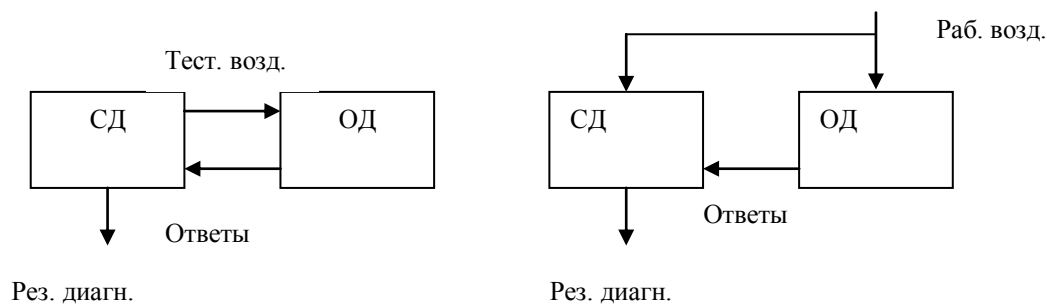 Раб. возд.
Тест. возд.
СД
ОД
СД
ОД
Ответы
Ответы
Рез. диагн.
Рез. диагн.